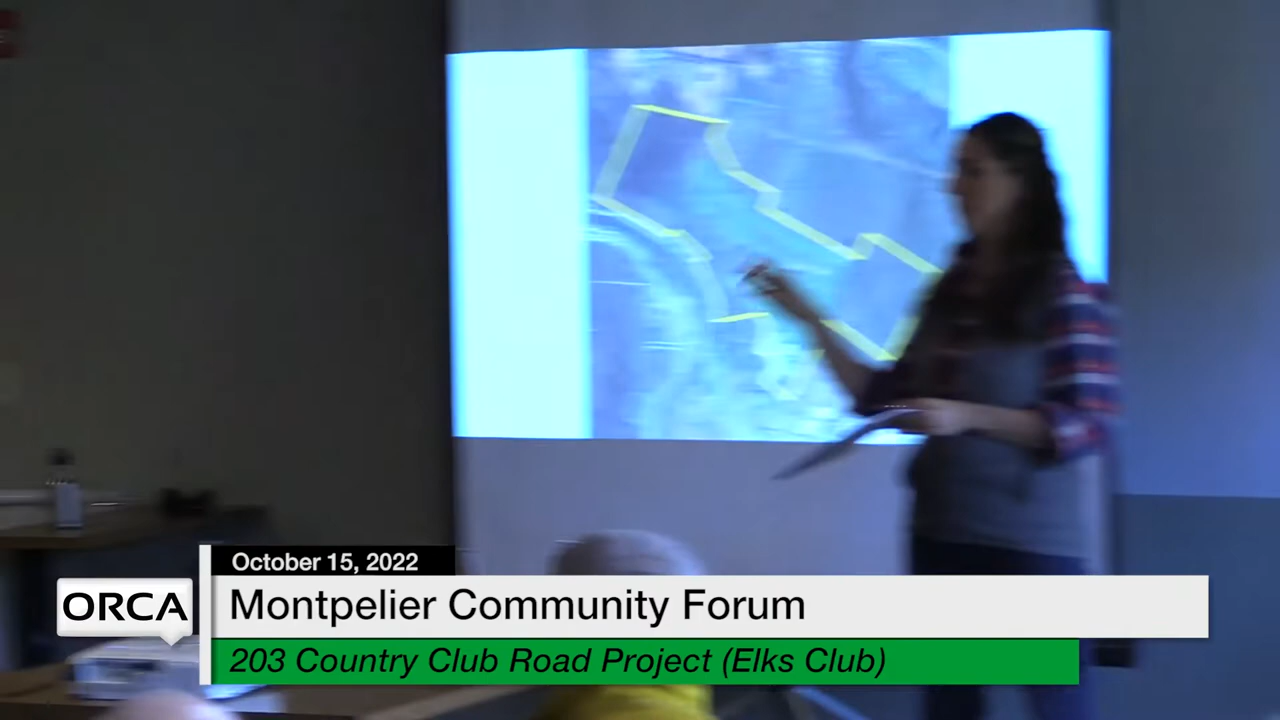 October 15, 2022
ORCA
Montpelier Community Forum
203 Country Club Road Project (Elks Club)